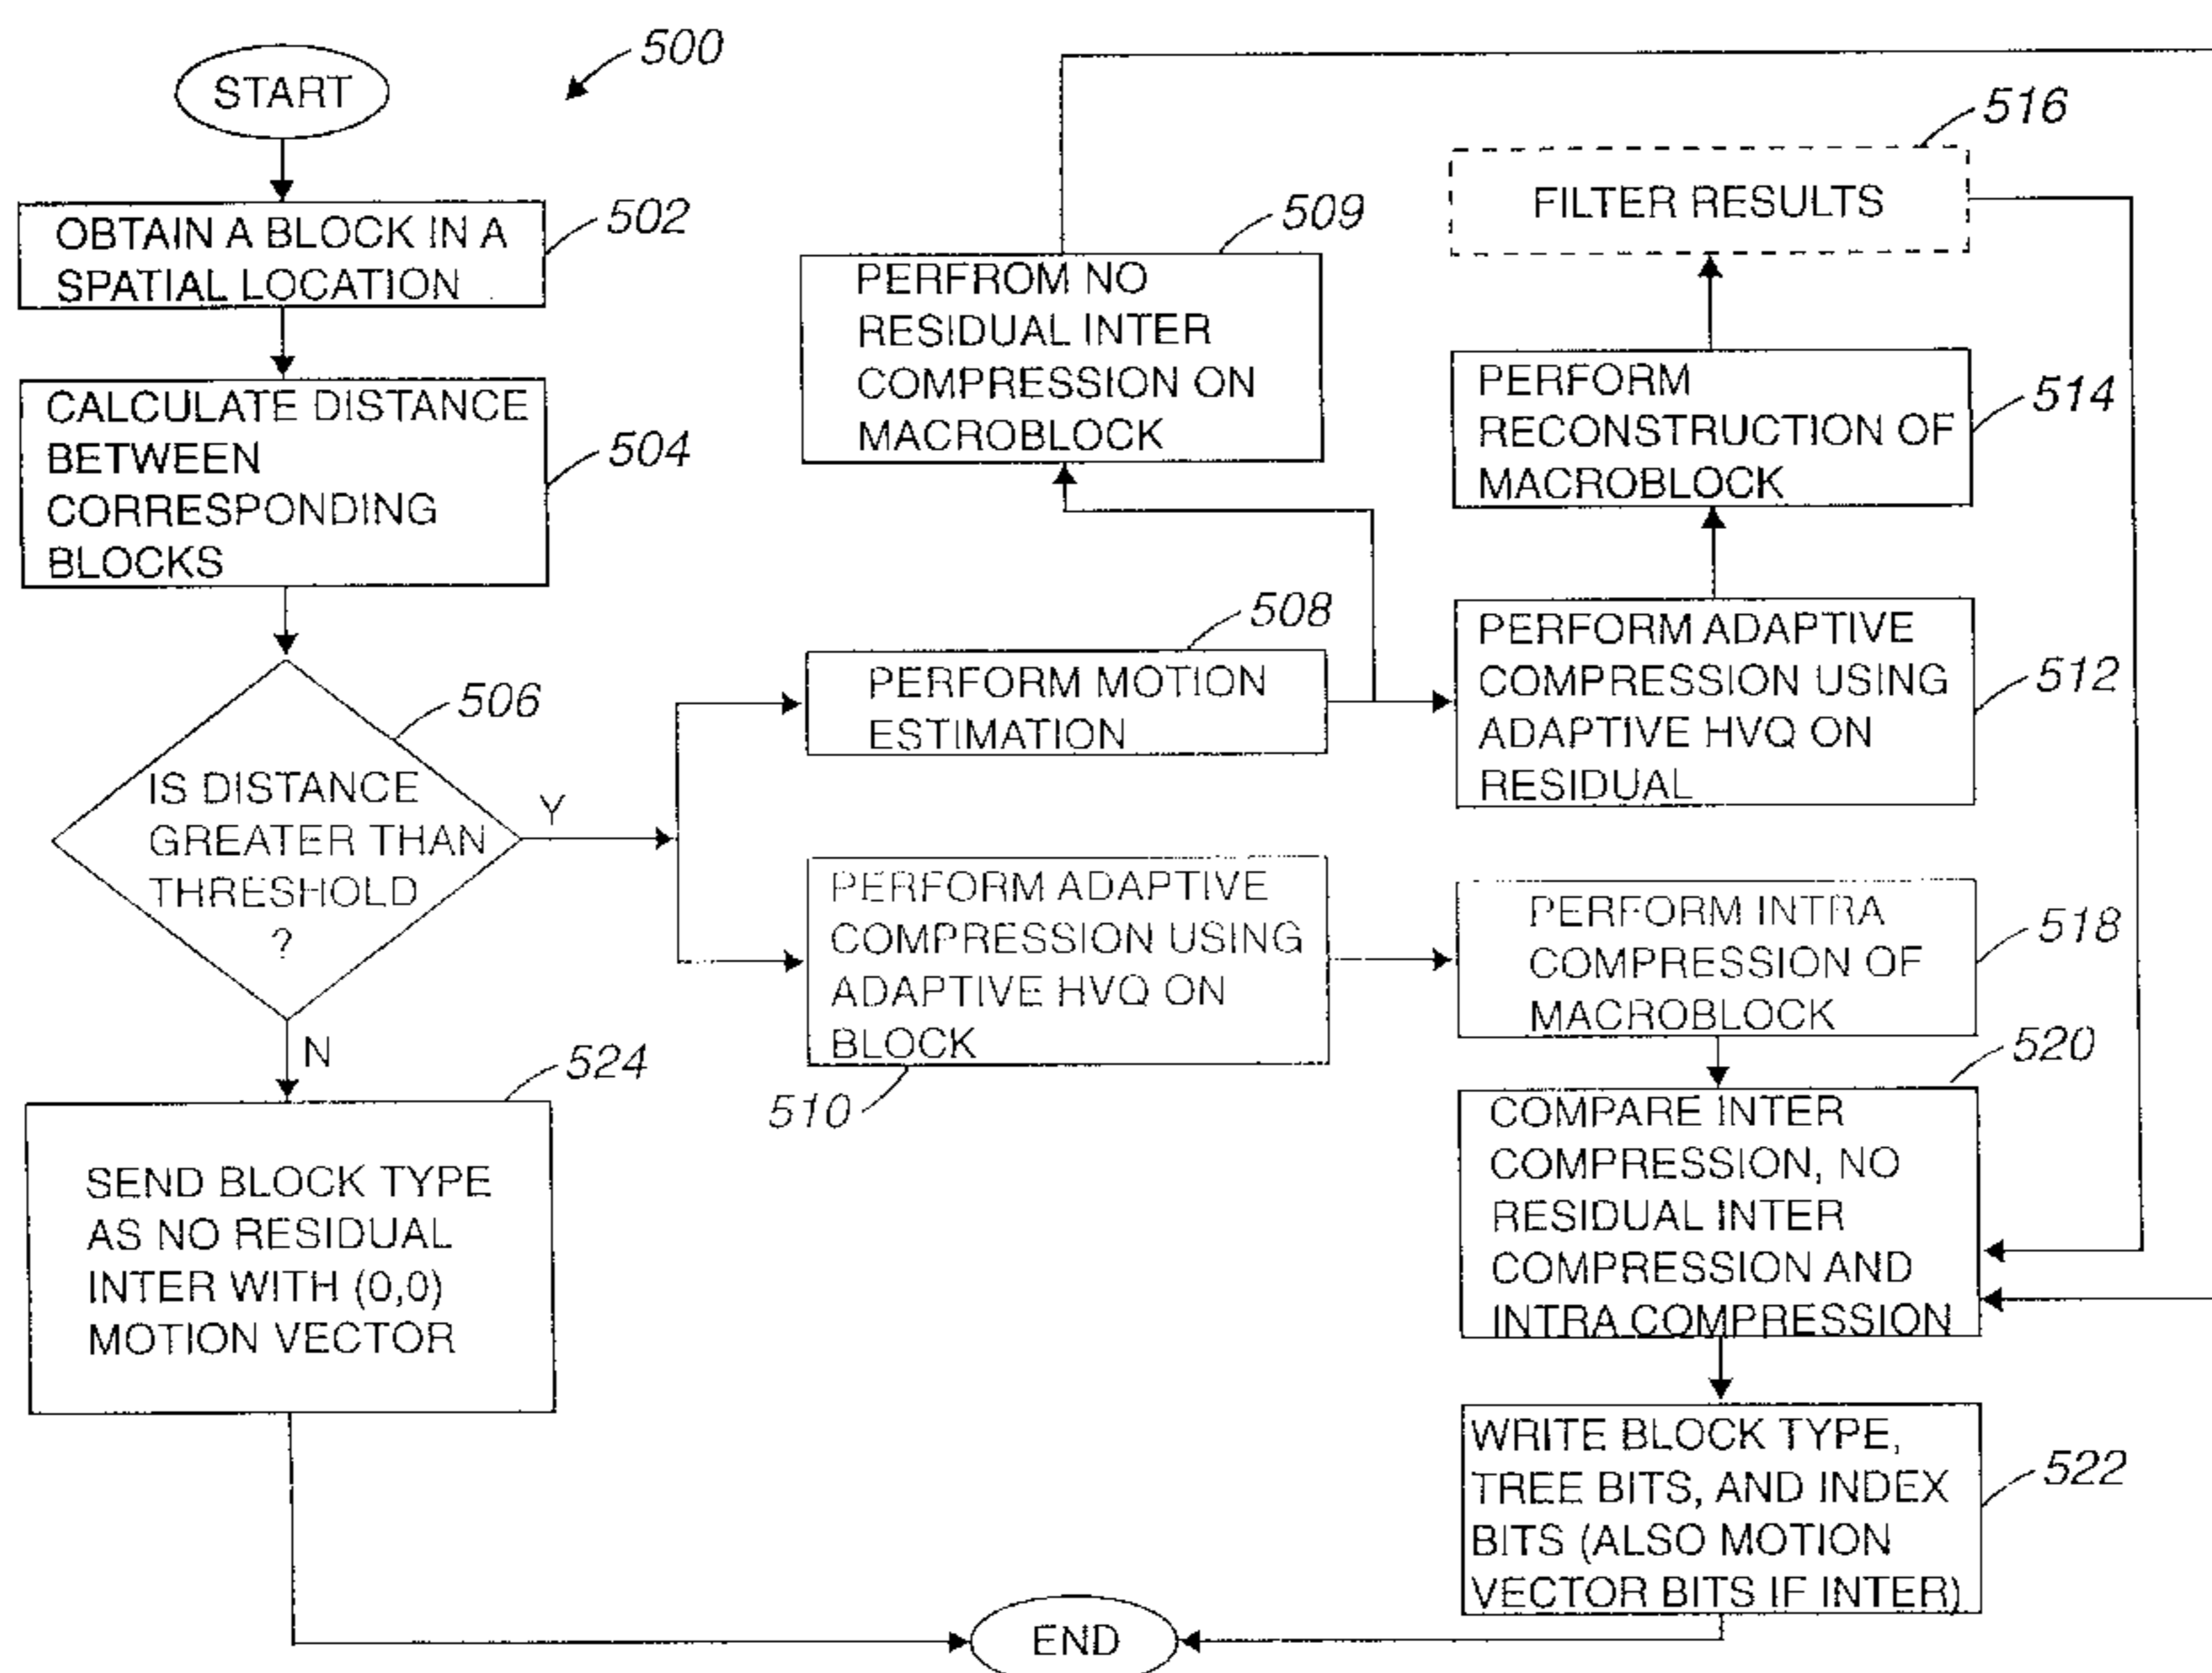 500
START
502
OBTAIN A BLOCK IN A
SPATIAL LOCATION
504
CALCULATE DISTANCE
BETWEEN
CORRESPONDING
BLOCKS
506
IS DISTANCE
GREATER THAN
THRESHOLD
?
Y
N
524
SEND BLOCK TYPE
AS NO RESIDUAL
INTER WITH (0,0)
MOTION VECTOR
509
PERFROM NO
RESIDUAL INTER
COMPRESSION ON
MACROBLOCK
508
PERFORM MOTION
ESTIMATION
PERFORM ADAPTIVE
COMPRESSION USING
ADAPTIVE HVQ ON
BLOCK
510
516
FILTER RESULTS
PERFORM
RECONSTRUCTION OF
MACROBLOCK
514
PERFORM ADAPTIVE
COMPRESSION USING
ADAPTIVE HVQ ON
RESIDUAL
512
PERFORM INTRA
COMPRESSION OF
MACROBLOCK
518
520
COMPARE INTER
COMPRESSION, NO
RESIDUAL INTER
COMPRESSION AND
INTRA COMPRESSION
WRITE BLOCK TYPE,
TREE BITS, AND INDEX
BITS (ALSO MOTION
VECTOR BITS IF INTER)
522
END